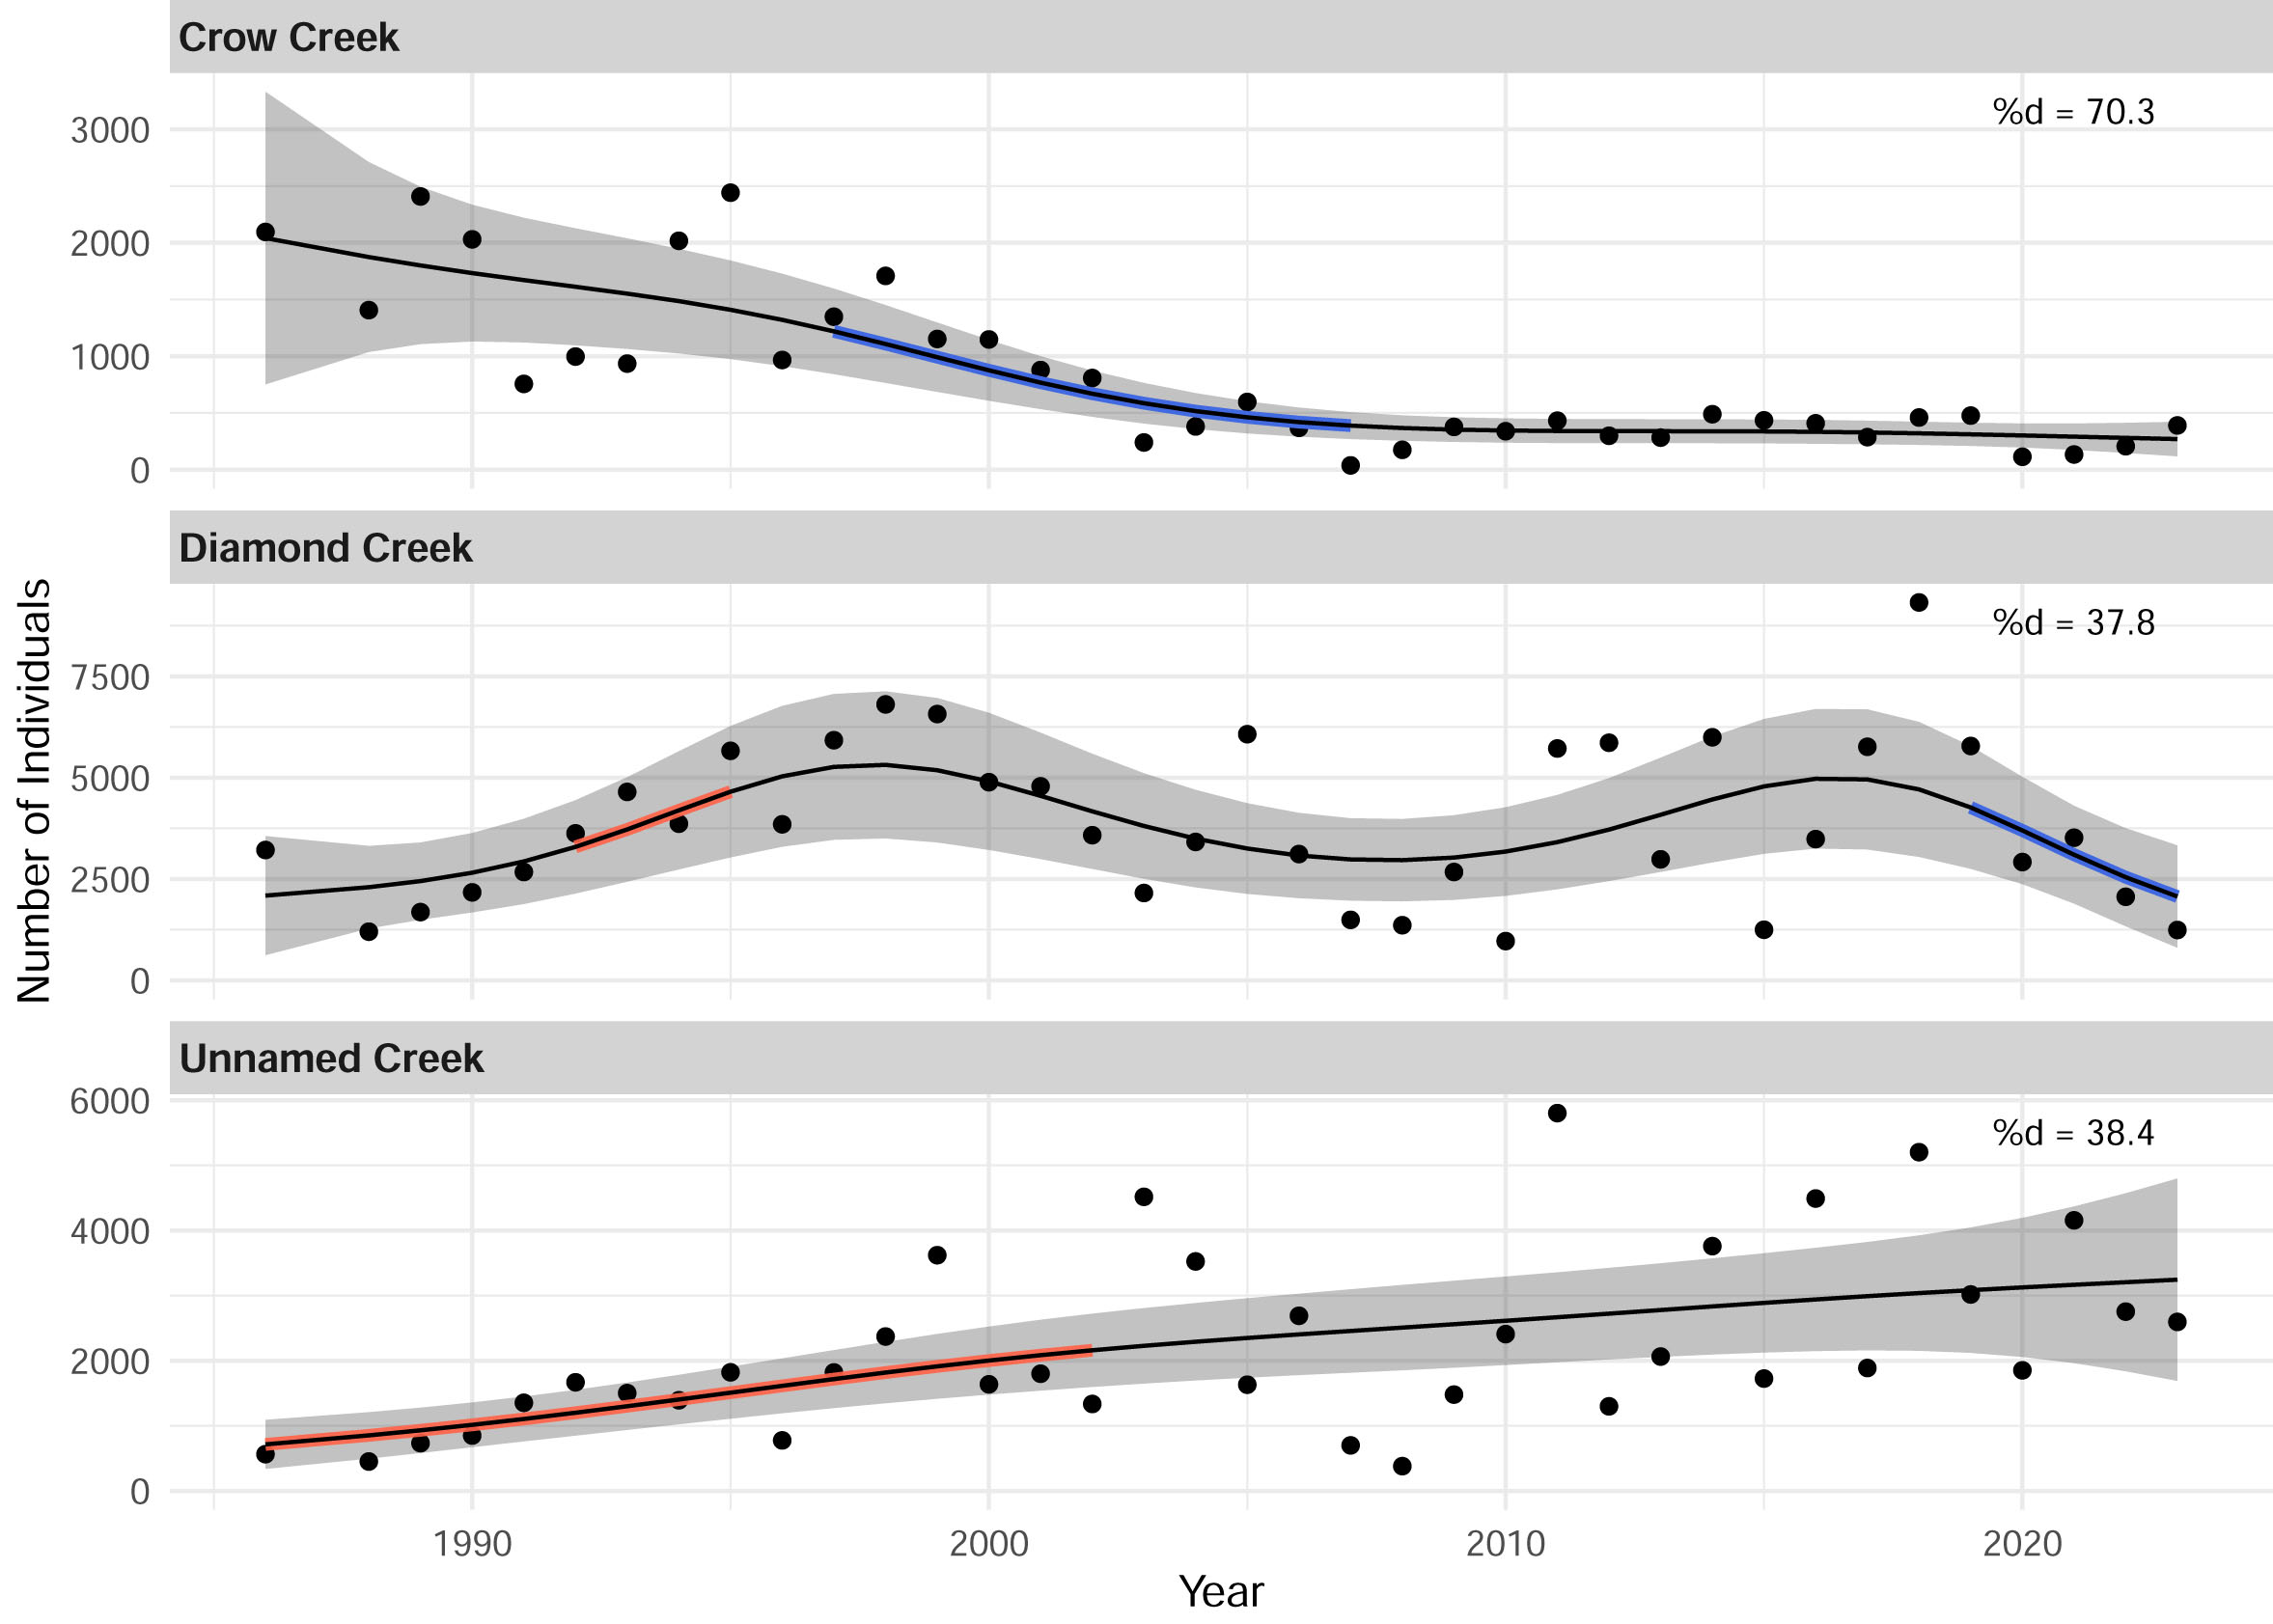 Crow Creek
%d = 70.3
3000
2000
1000
0
Diamond Creek
%d = 37.8
7500
5000
2500
0
Number of Individuals
Unnamed Creek
%d = 38.4
6000
4000
2000
0
1990 2000 2010 2020
Year